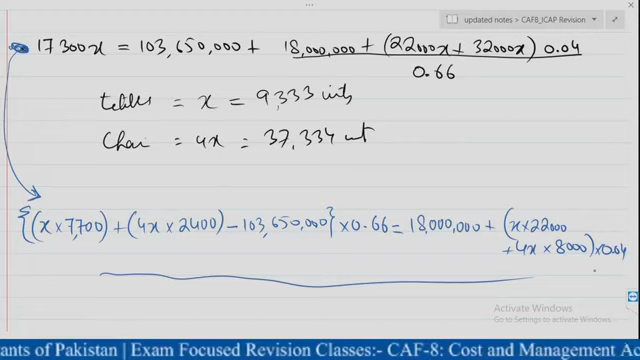 updated notes > CAF8_ICAP Revision
17300x = 103,650,000 + 18,000,000 + (22000x + 32000x) 0.04
0.66
tables = x = 9,333 units
Chair = 4x = 37,334 unit
{(x × 7,700) + (4x × 2400) - 103,650,000} × 0.66 = 18,000,000 + (x × 22000
+ 4x × 8000) × 0.04
Activate Windows
Go to Settings to activate Windows.
ants of Pakistan | Exam Focused Revision Classes:- CAF-8: Cost and Management Ac